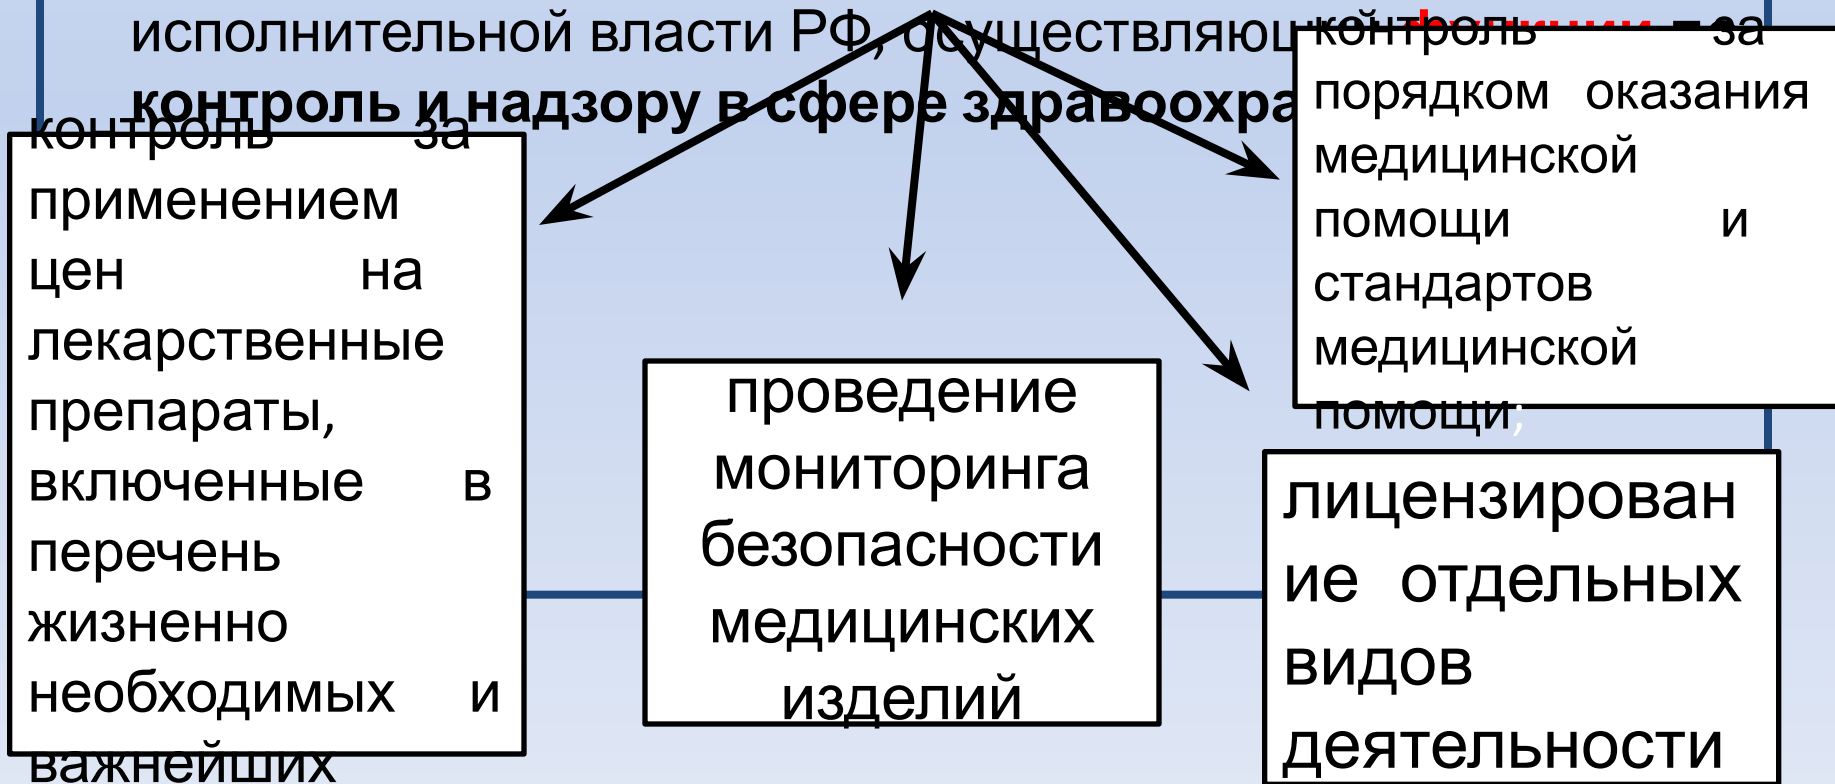 исполнительной власти РФ, осуществляющ
контроль и надзору в сфере здравоохра
контроль за
применением
цен на
лекарственные
препараты,
включенные в
перечень
жизненно
необходимых и
важнейших
проведение
мониторинга
безопасности
медицинских
изделий
контроль за
порядком оказания
медицинской
помощи и
стандартов
медицинской
помощи;
лицензирован
ие отдельных
видов
деятельности